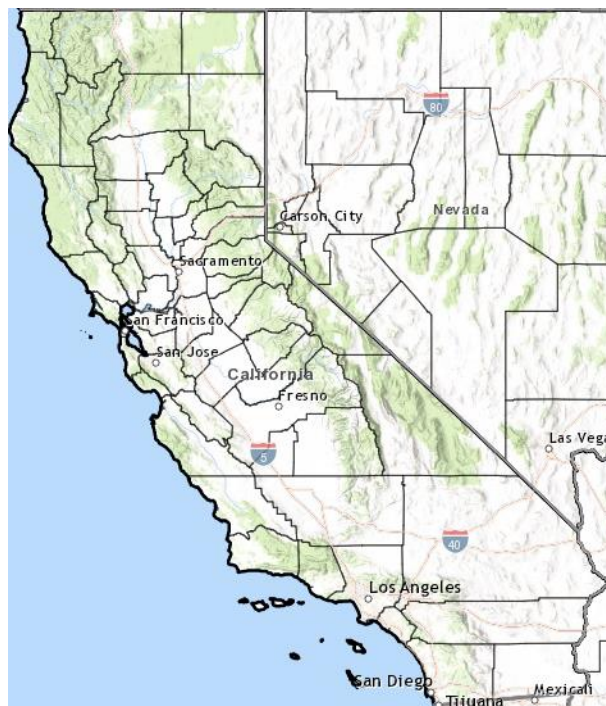 80
Carson City
Nevada
Sacramento
San Francisco
San Jose
California
Fresno
Las Vega
5
40
Los Angeles
San Diego
Mexicali
Tijuana